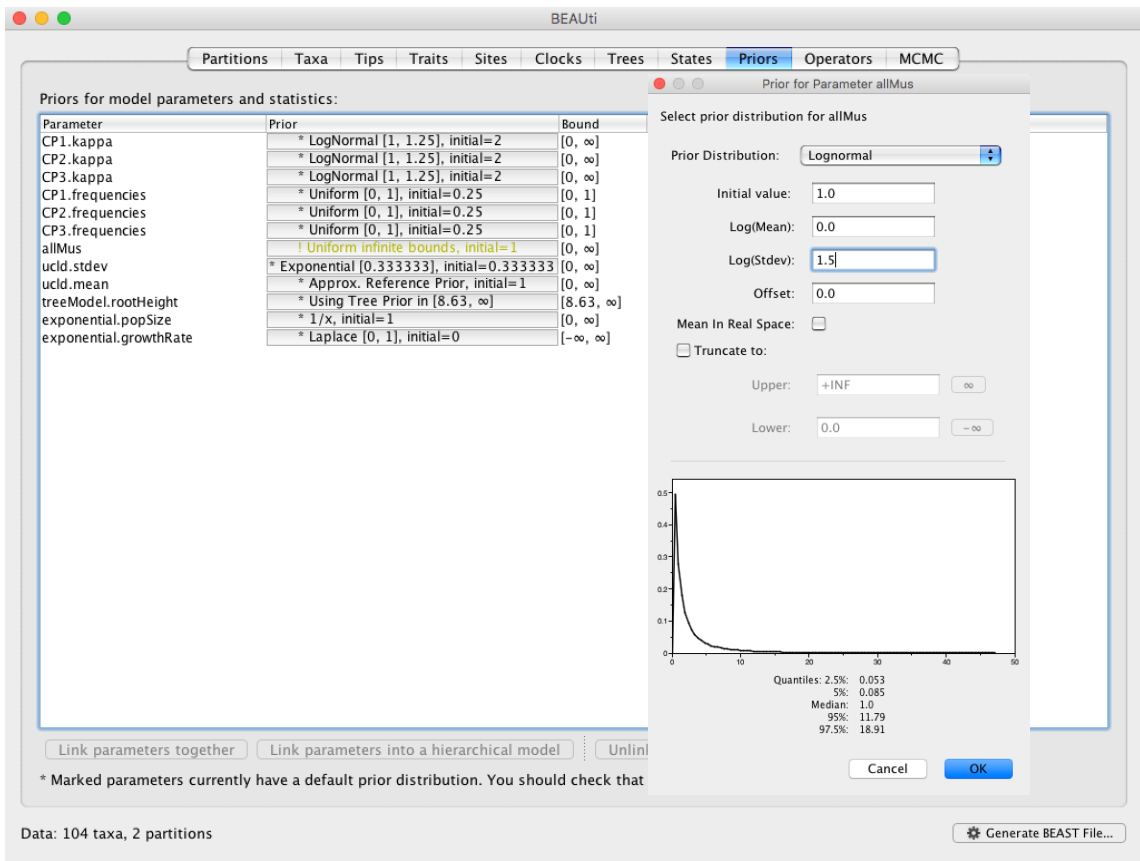 BEAUti
Partitions Taxa Tips Traits Sites Clocks Trees States Priors Operators MCMC
Priors for model parameters and statistics:
Parameter Prior Bound
CP1.kappa * LogNormal [1, 1.25], initial=2 [0, ∞]
CP2.kappa * LogNormal [1, 1.25], initial=2 [0, ∞]
CP3.kappa * LogNormal [1, 1.25], initial=2 [0, ∞]
CP1.frequencies * Uniform [0, 1], initial=0.25 [0, 1]
CP2.frequencies * Uniform [0, 1], initial=0.25 [0, 1]
CP3.frequencies * Uniform [0, 1], initial=0.25 [0, 1]
allMus ! Uniform infinite bounds, initial=1 [0, ∞]
ucld.stdev * Exponential [0.333333], initial=0.333333 [0, ∞]
ucld.mean * Approx. Reference Prior, initial=1 [0, ∞]
treeModel.rootHeight * Using Tree Prior in [8.63, ∞] [8.63, ∞]
exponential.popSize * 1/x, initial=1 [0, ∞]
exponential.growthRate * Laplace [0, 1], initial=0 [-∞, ∞]
Link parameters together Link parameters into a hierarchical model Unlin
* Marked parameters currently have a default prior distribution. You should check that
Data: 104 taxa, 2 partitions
Generate BEAST File...
Prior for Parameter allMus
Select prior distribution for allMus
Prior Distribution: Lognormal
Initial value: 1.0
Log(Mean): 0.0
Log(Stdev): 1.5
Offset: 0.0
Mean In Real Space:
Truncate to:
Upper: +INF ∞
Lower: 0.0 -∞
0.5
0.4
0.3
0.2
0.1
0
0 10 20 30 40 50
Quantiles: 2.5%: 0.053
5%: 0.085
Median: 1.0
95%: 11.79
97.5%: 18.91
Cancel OK